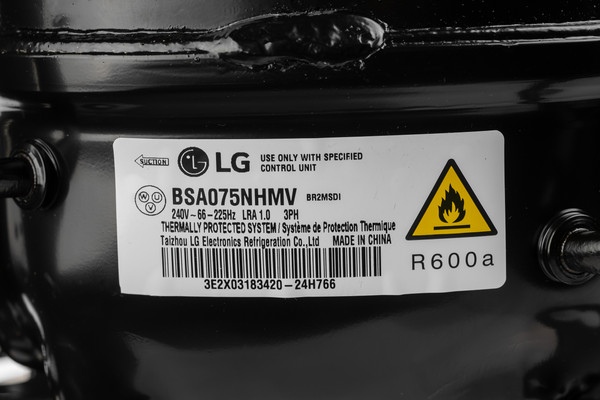 SUCTION
LG
USE ONLY WITH SPECIFIED
CONTROL UNIT
W U V
BSA075NHMV BR2MSDI
240V~66-225Hz LRA 1.0 3PH
THERMALLY PROTECTED SYSTEM / Système de Protection Thermique
Taizhou LG Electronics Refrigeration Co.,Ltd MADE IN CHINA
3E2X03183420-24H766
R600a